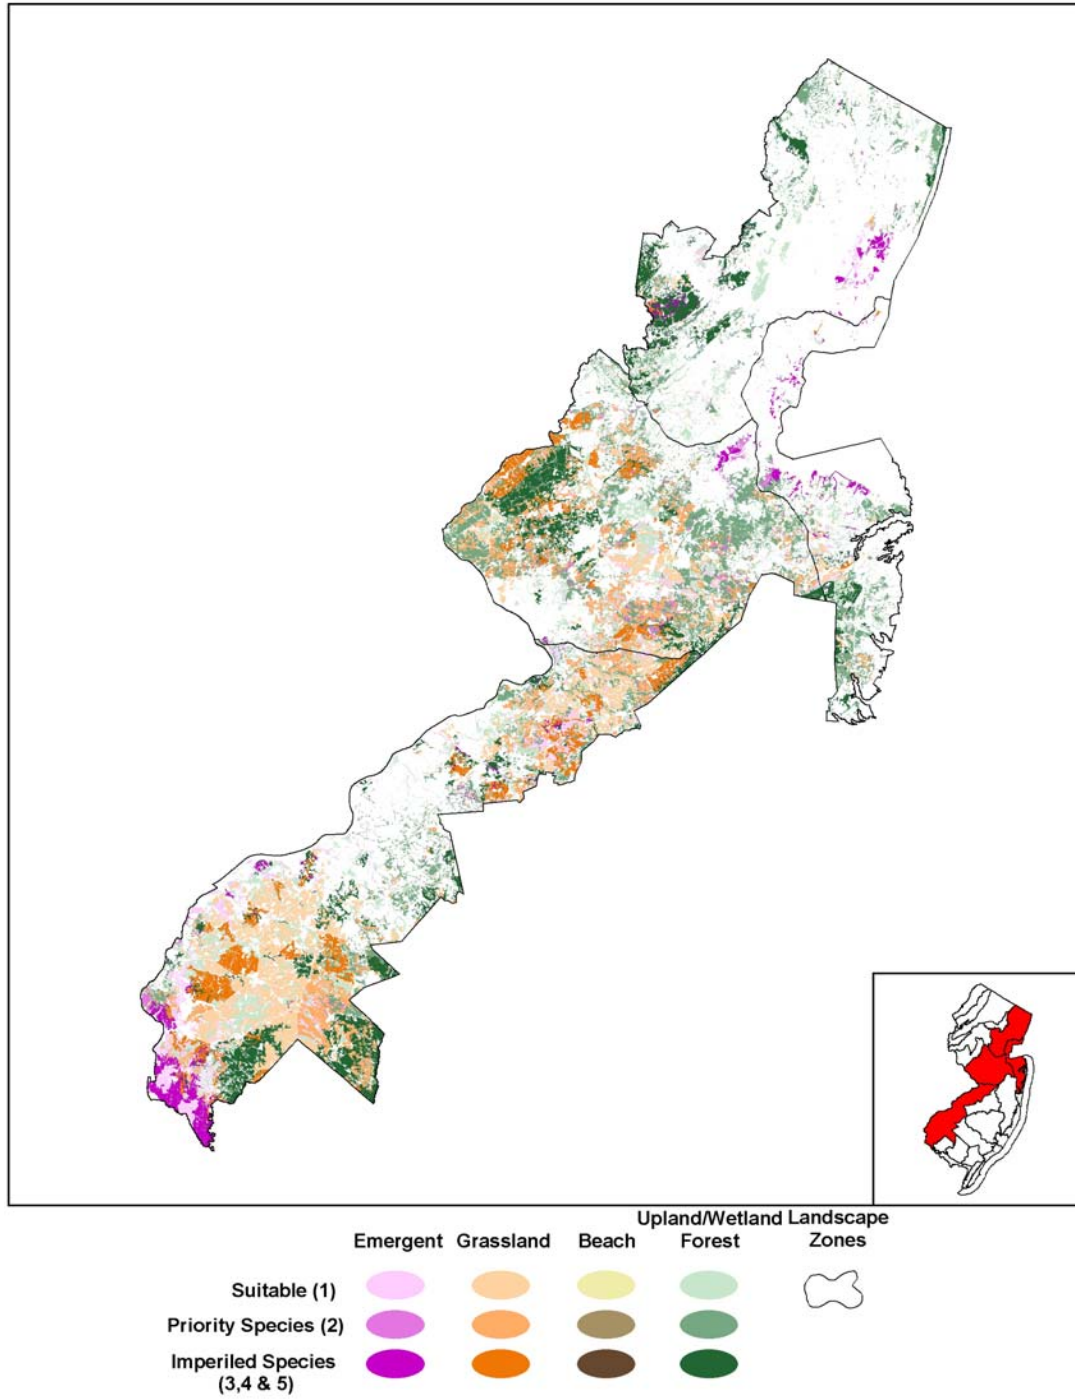 Upland/Wetland Landscape
Emergent Grassland Beach Forest Zones
Suitable (1)
Priority Species (2)
Imperiled Species
(3,4 & 5)